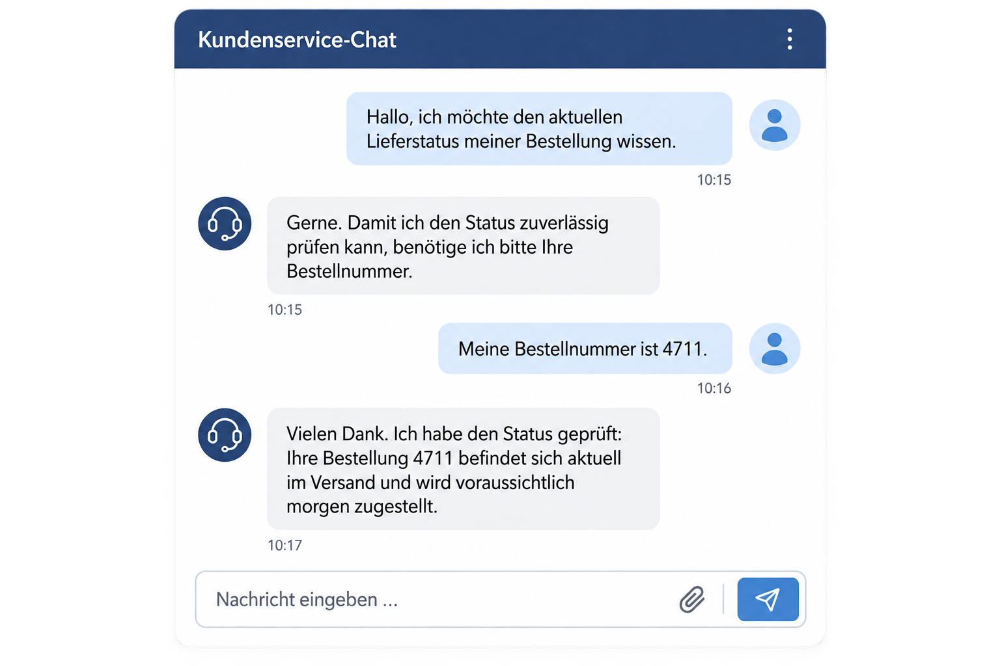 Kundenservice-Chat
Hallo, ich möchte den aktuellen
Lieferstatus meiner Bestellung wissen.
10:15
Gerne. Damit ich den Status zuverlässig
prüfen kann, benötige ich bitte Ihre
Bestellnummer.
10:15
Meine Bestellnummer ist 4711.
10:16
Vielen Dank. Ich habe den Status geprüft:
Ihre Bestellung 4711 befindet sich aktuell
im Versand und wird voraussichtlich
morgen zugestellt.
10:17
Nachricht eingeben ...